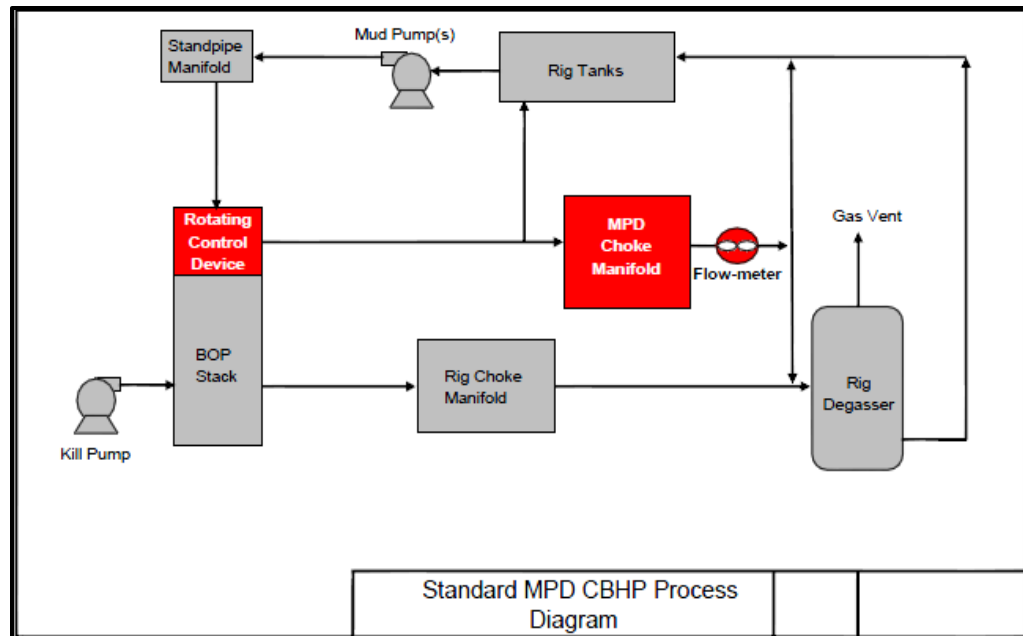 Mud Pump(s)
Standpipe
Manifold
Rig Tanks
Rotating
Control
Device
MPD
Choke
Manifold
Gas Vent
Flow-meter
BOP
Stack
Rig Choke
Manifold
Rig
Degasser
Kill Pump
Standard MPD CBHP Process
Diagram